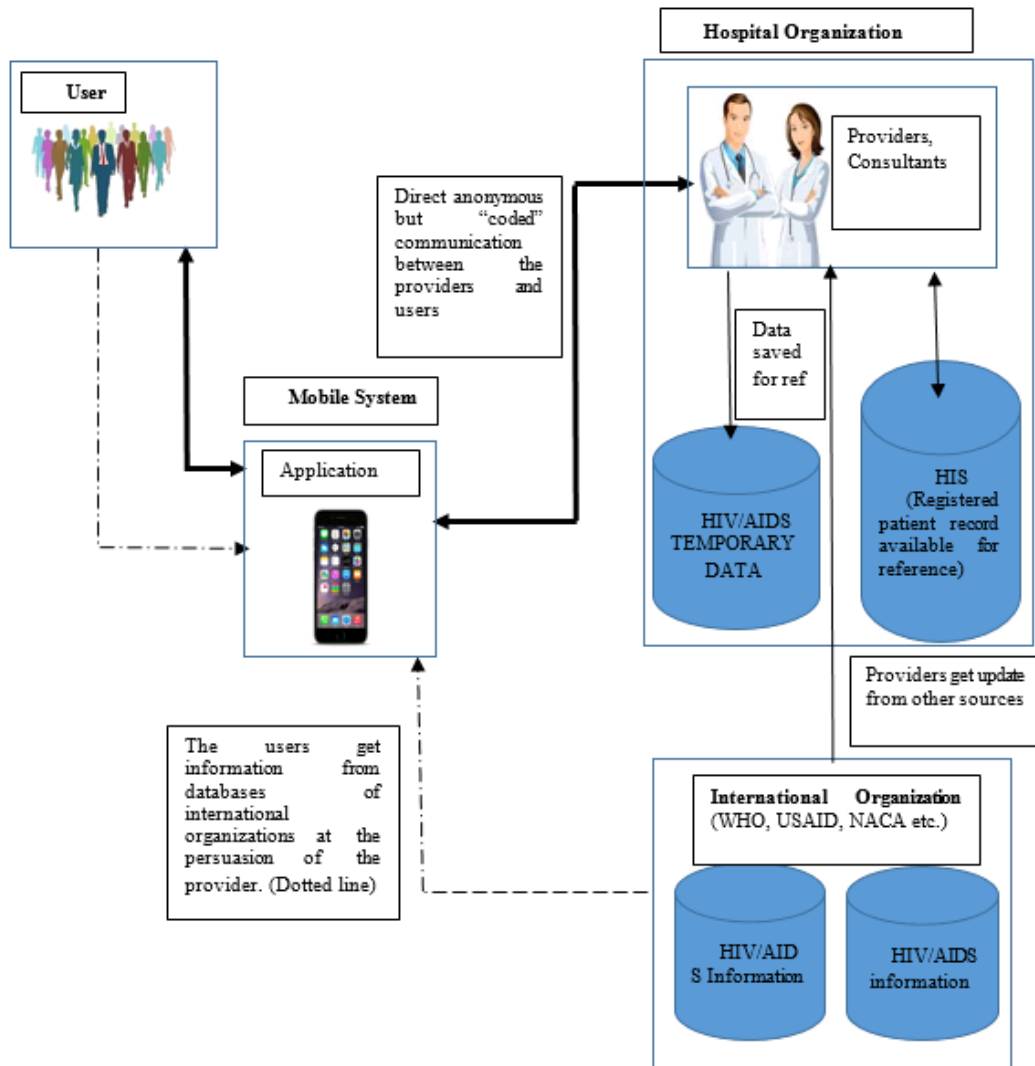 Hospital Organization
User
Providers,
Consultants
Direct anonymous
but “coded”
communication
between the
providers and
users
Data
saved
for ref
Mobile System
Application
HIS
(Registered
patient record
available for
reference)
HIV/AIDS
TEMPORARY
DATA
Providers get update
from other sources
The users get
information from
databases of
international
organizations at the
persuasion of the
provider. (Dotted line)
International Organization
(WHO, USAID, NACA etc.)
HIV/AID
S Information
HIV/AIDS
information